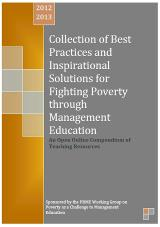 2012
2013
Collection of Best
Practices and
Inspirational
Solutions for
Fighting Poverty
through
Management
Education
An Open Online Compendium of
Teaching Resources
Sponsored by the PRME Working Group on
Poverty as a Challenge to Management
Education